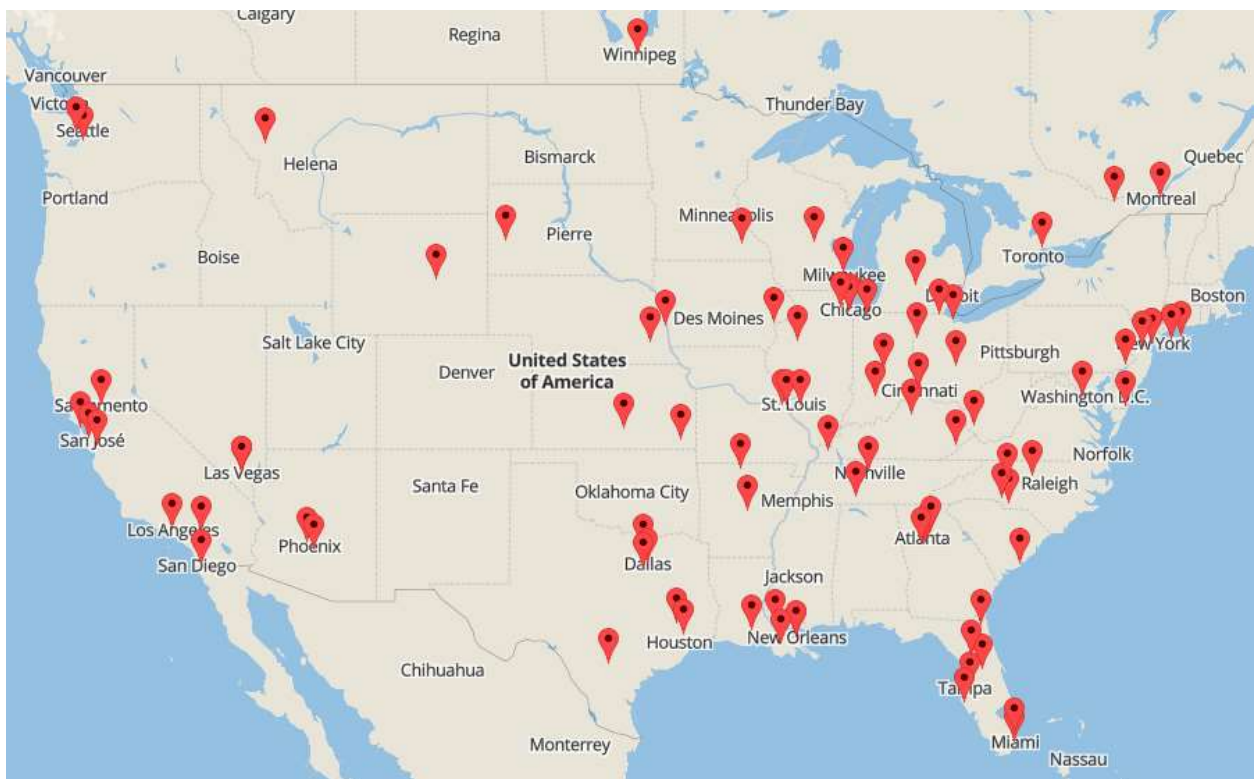 Calgary
Regina
Winnipeg
Vancouver
Victoria
Seattle
Thunder Bay
Helena
Bismarck
Quebec
Montreal
Portland
Minneapolis
Pierre
Toronto
Boise
Milwaukee
Detroit
Boston
Chicago
Des Moines
Salt Lake City
New York
Pittsburgh
United States
of America
Denver
Cincinnati
Washington D.C.
Sacramento
St. Louis
San José
Norfolk
Las Vegas
Nashville
Santa Fe
Oklahoma City
Raleigh
Memphis
Los Angeles
Phoenix
Atlanta
San Diego
Dallas
Jackson
New Orleans
Houston
Chihuahua
Tampa
Monterrey
Miami
Nassau